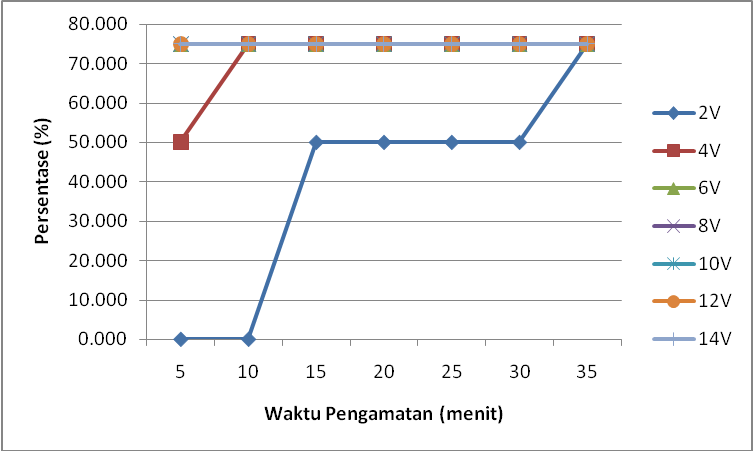 80.000
70.000
60.000
50.000
40.000
30.000
20.000
10.000
0.000
Persentase (%)
5 10 15 20 25 30 35
Waktu Pengamatan (menit)
2V
4V
6V
8V
10V
12V
14V